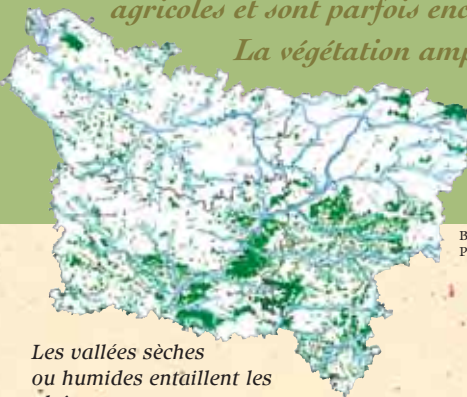 agricoles et sont parfois enc
La végétation amp
B
P
Les vallées sèches
ou humides entaillent les